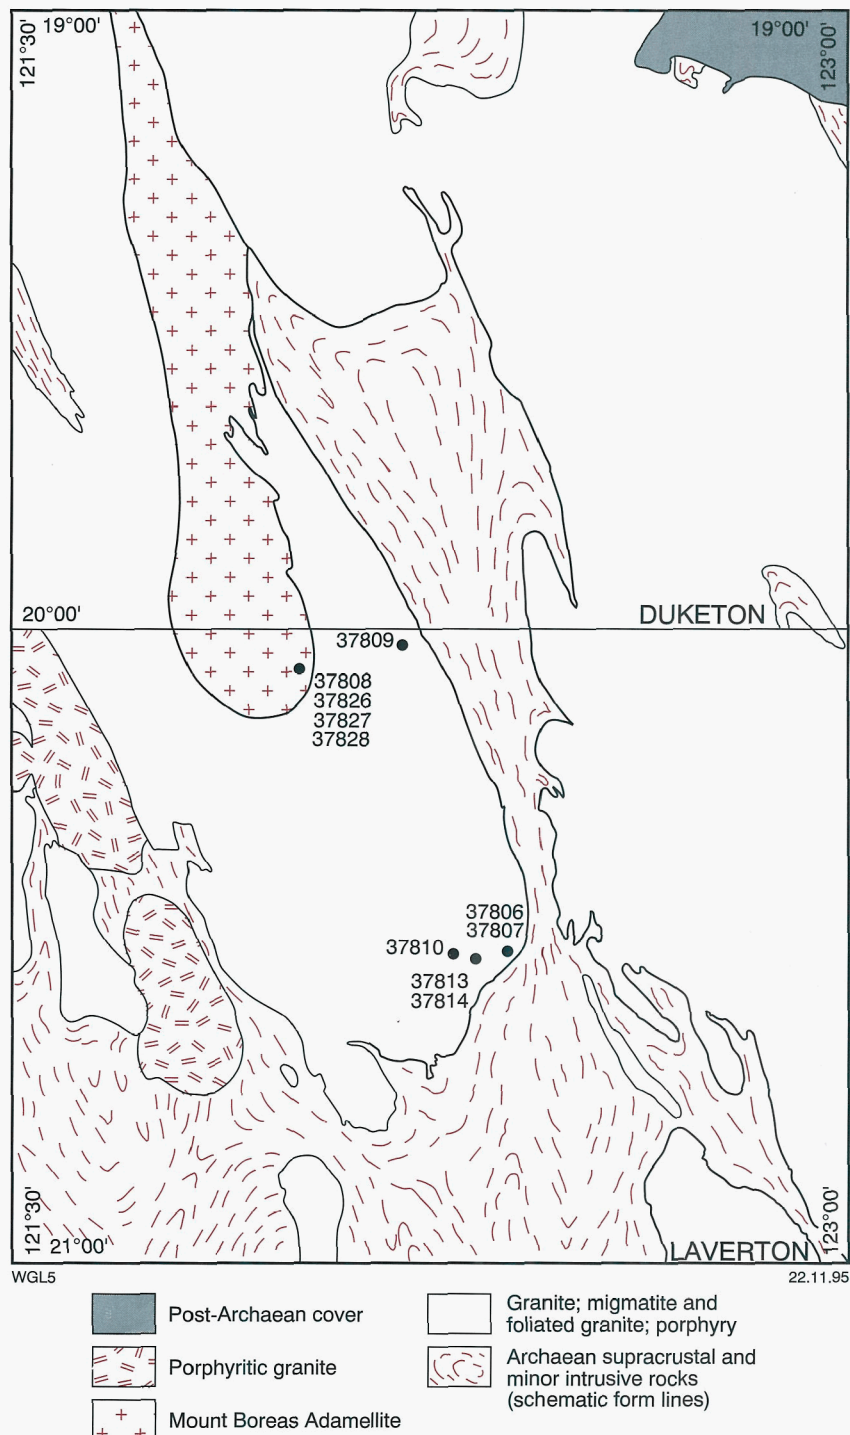 19°00'
19°00'
121°30'
123°00'
20°00'
DUKETON
37809
37808
37826
37827
37828
37806
37807
37810
37813
37814
121°30'
21°00'
LAVERTON
123°00'
WGL5
22.11.95
Post-Archaean cover
Porphyritic granite
Mount Boreas Adamellite
Granite; migmatite and
foliated granite; porphyry
Archaean supracrustal and
minor intrusive rocks
(schematic form lines)